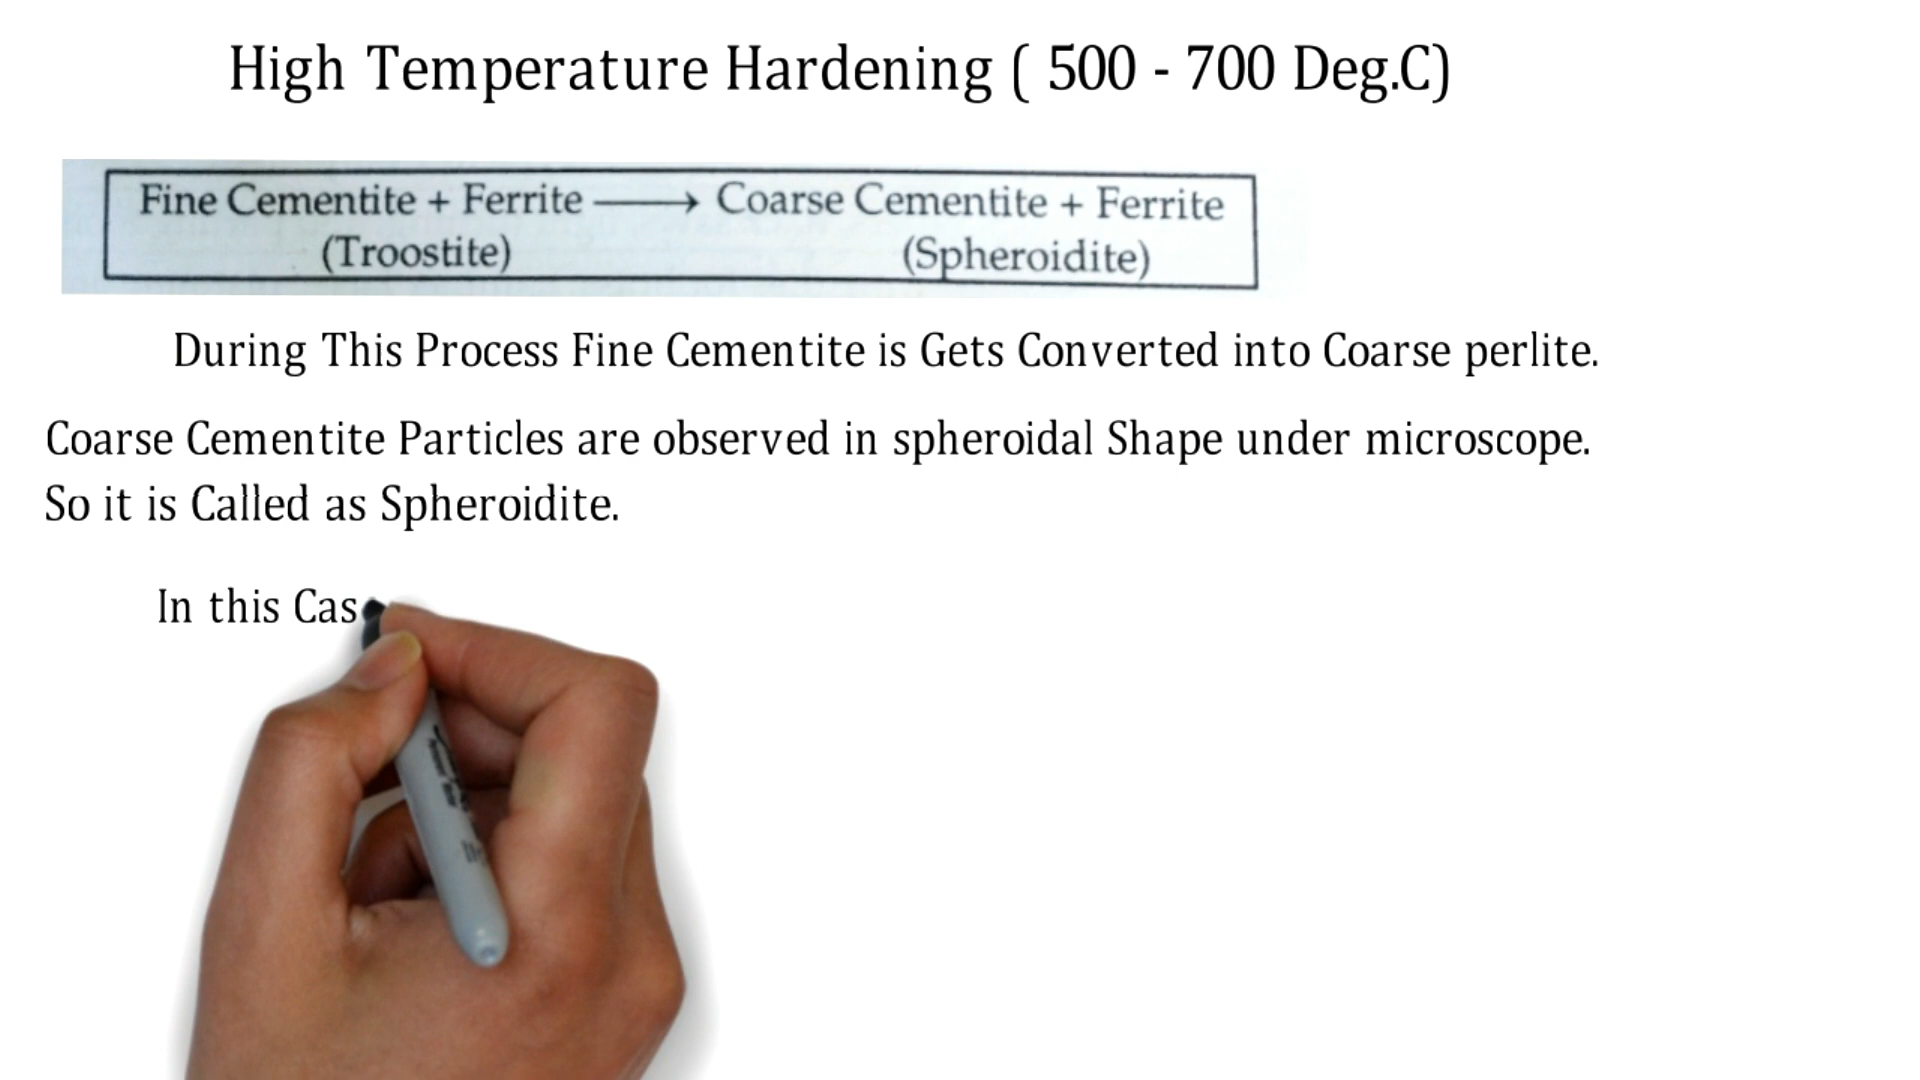 High Temperature Hardening ( 500 - 700 Deg.C)
Fine Cementite + Ferrite ⟶ Coarse Cementite + Ferrite
(Troostite) (Spheroidite)
During This Process Fine Cementite is Gets Converted into Coarse perlite.
Coarse Cementite Particles are observed in spheroidal Shape under microscope.
So it is Called as Spheroidite.
In this Cas